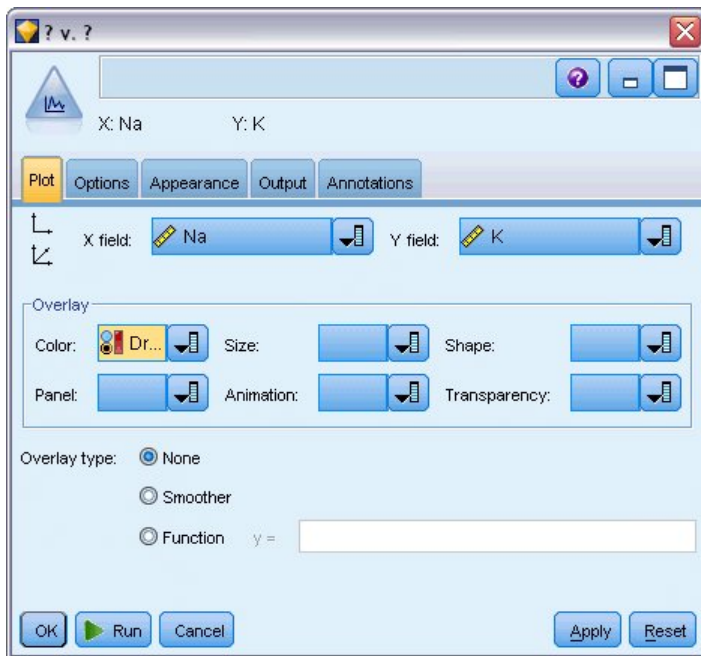 ? v. ?
X: Na Y: K
Plot Options Appearance Output Annotations
X field: Na Y field: K
Overlay
Color: Dr... Size: Shape:
Panel: Animation: Transparency:
Overlay type: None
Smoother
Function y =
OK Run Cancel Apply Reset